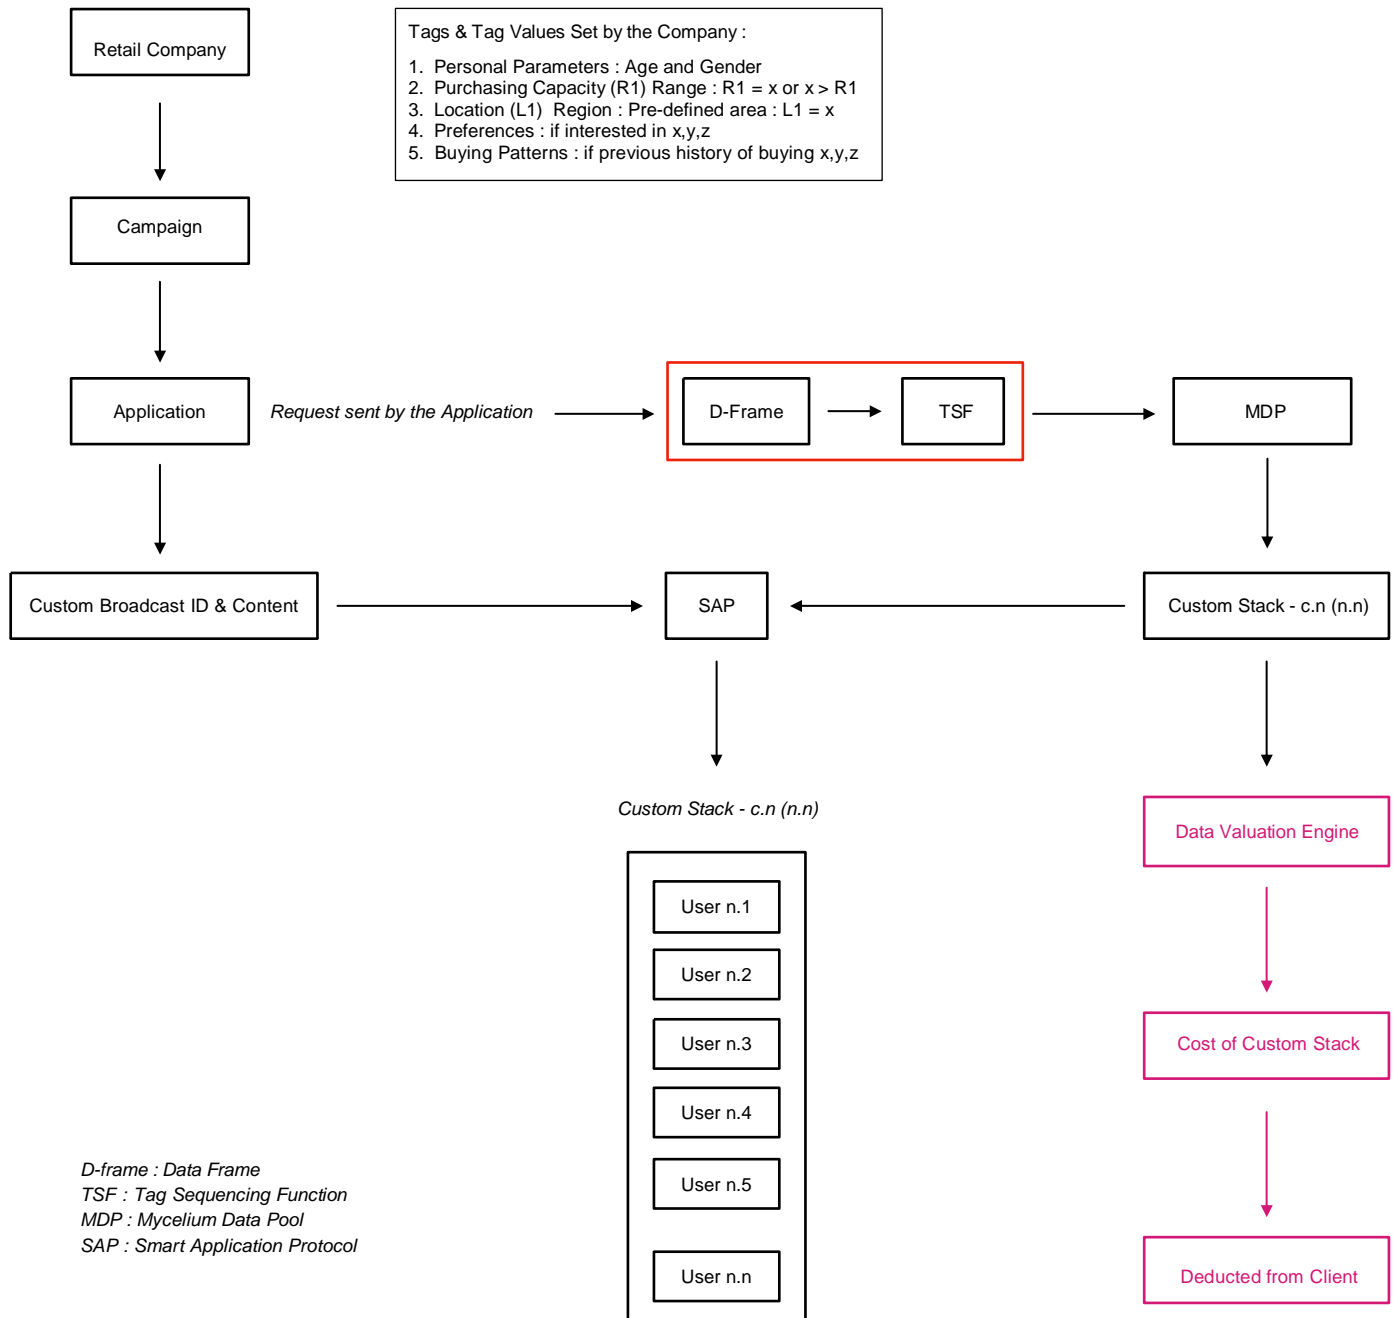 Retail Company
Tags & Tag Values Set by the Company :
1. Personal Parameters : Age and Gender
2. Purchasing Capacity (R1) Range : R1 = x or x > R1
3. Location (L1) Region : Pre-defined area : L1 = x
4. Preferences : if interested in x,y,z
5. Buying Patterns : if previous history of buying x,y,z
Campaign
Application
Request sent by the Application
D-Frame
TSF
MDP
Custom Broadcast ID & Content
SAP
Custom Stack - c.n (n.n)
Custom Stack - c.n (n.n)
Data Valuation Engine
User n.1
User n.2
User n.3
Cost of Custom Stack
User n.4
User n.5
D-frame : Data Frame
TSF : Tag Sequencing Function
MDP : Mycelium Data Pool
SAP : Smart Application Protocol
User n.n
Deducted from Client